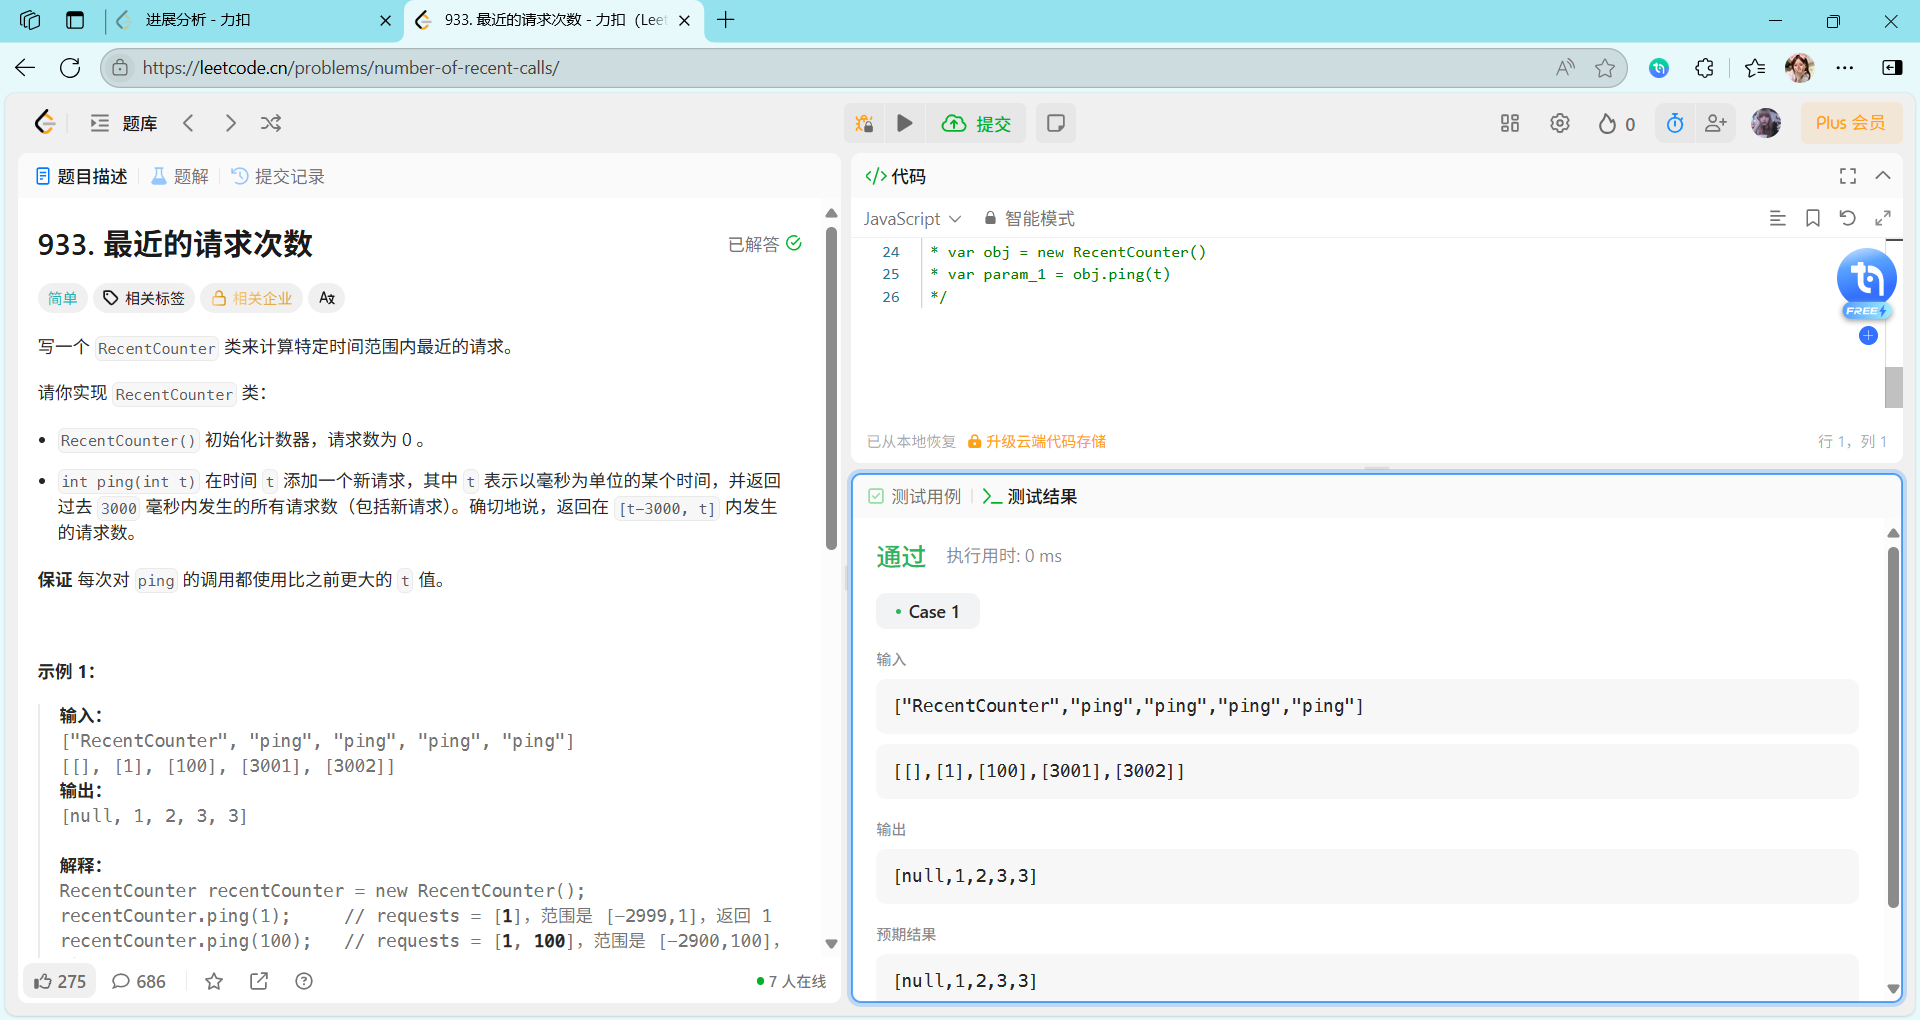 进展分析 - 力扣
933. 最近的请求次数 - 力扣 (Leet
https://leetcode.cn/problems/number-of-recent-calls/
题库
提交
0
Plus 会员
题目描述
题解
提交记录
933. 最近的请求次数
已解答
简单
相关标签
相关企业
写一个 RecentCounter 类来计算特定时间范围内最近的请求。
请你实现 RecentCounter 类：
• RecentCounter() 初始化计数器，请求数为 0 。
• int ping(int t) 在时间 t 添加一个新请求，其中 t 表示以毫秒为单位的某个时间，并返回
过去 3000 毫秒内发生的所有请求数（包括新请求）。确切地说，返回在 [t-3000, t] 内发生
的请求数。
保证 每次对 ping 的调用都使用比之前更大的 t 值。
示例 1：
输入：
["RecentCounter", "ping", "ping", "ping", "ping"]
[[], [1], [100], [3001], [3002]]
输出：
[null, 1, 2, 3, 3]
解释：
RecentCounter recentCounter = new RecentCounter();
recentCounter.ping(1);     // requests = [1]，范围是 [-2999,1]，返回 1
recentCounter.ping(100);   // requests = [1, 100]，范围是 [-2900,100]，
275
686
7 人在线
</> 代码
JavaScript
智能模式
24 * var obj = new RecentCounter()
25 * var param_1 = obj.ping(t)
26 */
FREE
已从本地恢复
升级云端代码存储
行 1，列 1
测试用例
测试结果
通过
执行用时: 0 ms
• Case 1
输入
["RecentCounter","ping","ping","ping","ping"]
[[],[1],[100],[3001],[3002]]
输出
[null,1,2,3,3]
预期结果
[null,1,2,3,3]